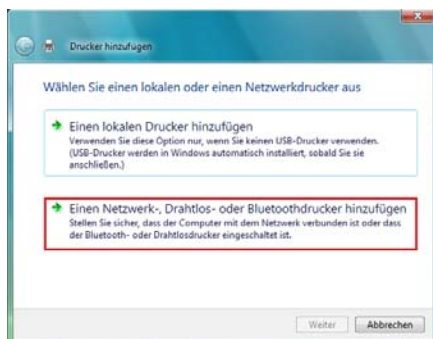 Drucker hinzufügen
Wählen Sie einen lokalen oder einen Netzwerkdrucker aus
Einen lokalen Drucker hinzufügen
Verwenden Sie diese Option nur, wenn Sie keinen USB-Drucker verwenden.
(USB-Drucker werden in Windows automatisch installiert, sobald Sie sie
anschließen.)
Einen Netzwerk-, Drahtlos- oder Bluetoothdrucker hinzufügen
Stellen Sie sicher, dass der Computer mit dem Netzwerk verbunden ist oder dass
der Bluetooth- oder Drahtlosdrucker eingeschaltet ist.
Weiter Abbrechen